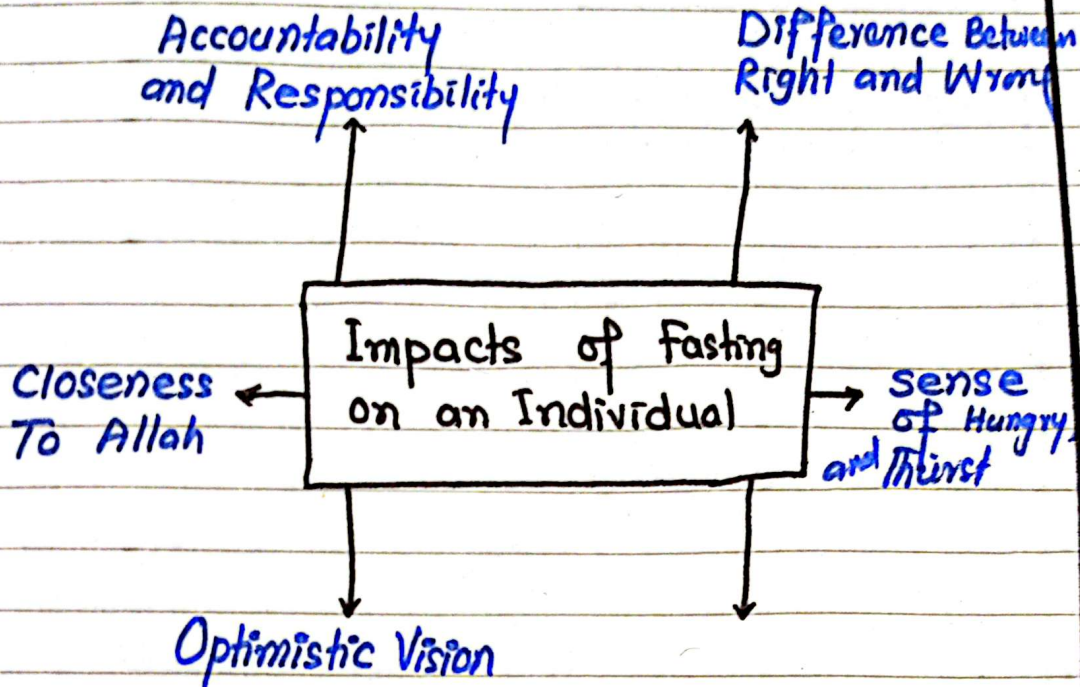 Accountability
and Responsibility
Difference Between
Right and Wrong
Impacts of Fasting
on an Individual
Closeness
To Allah
Sense
of Hungry,
and Thirst
Optimistic Vision